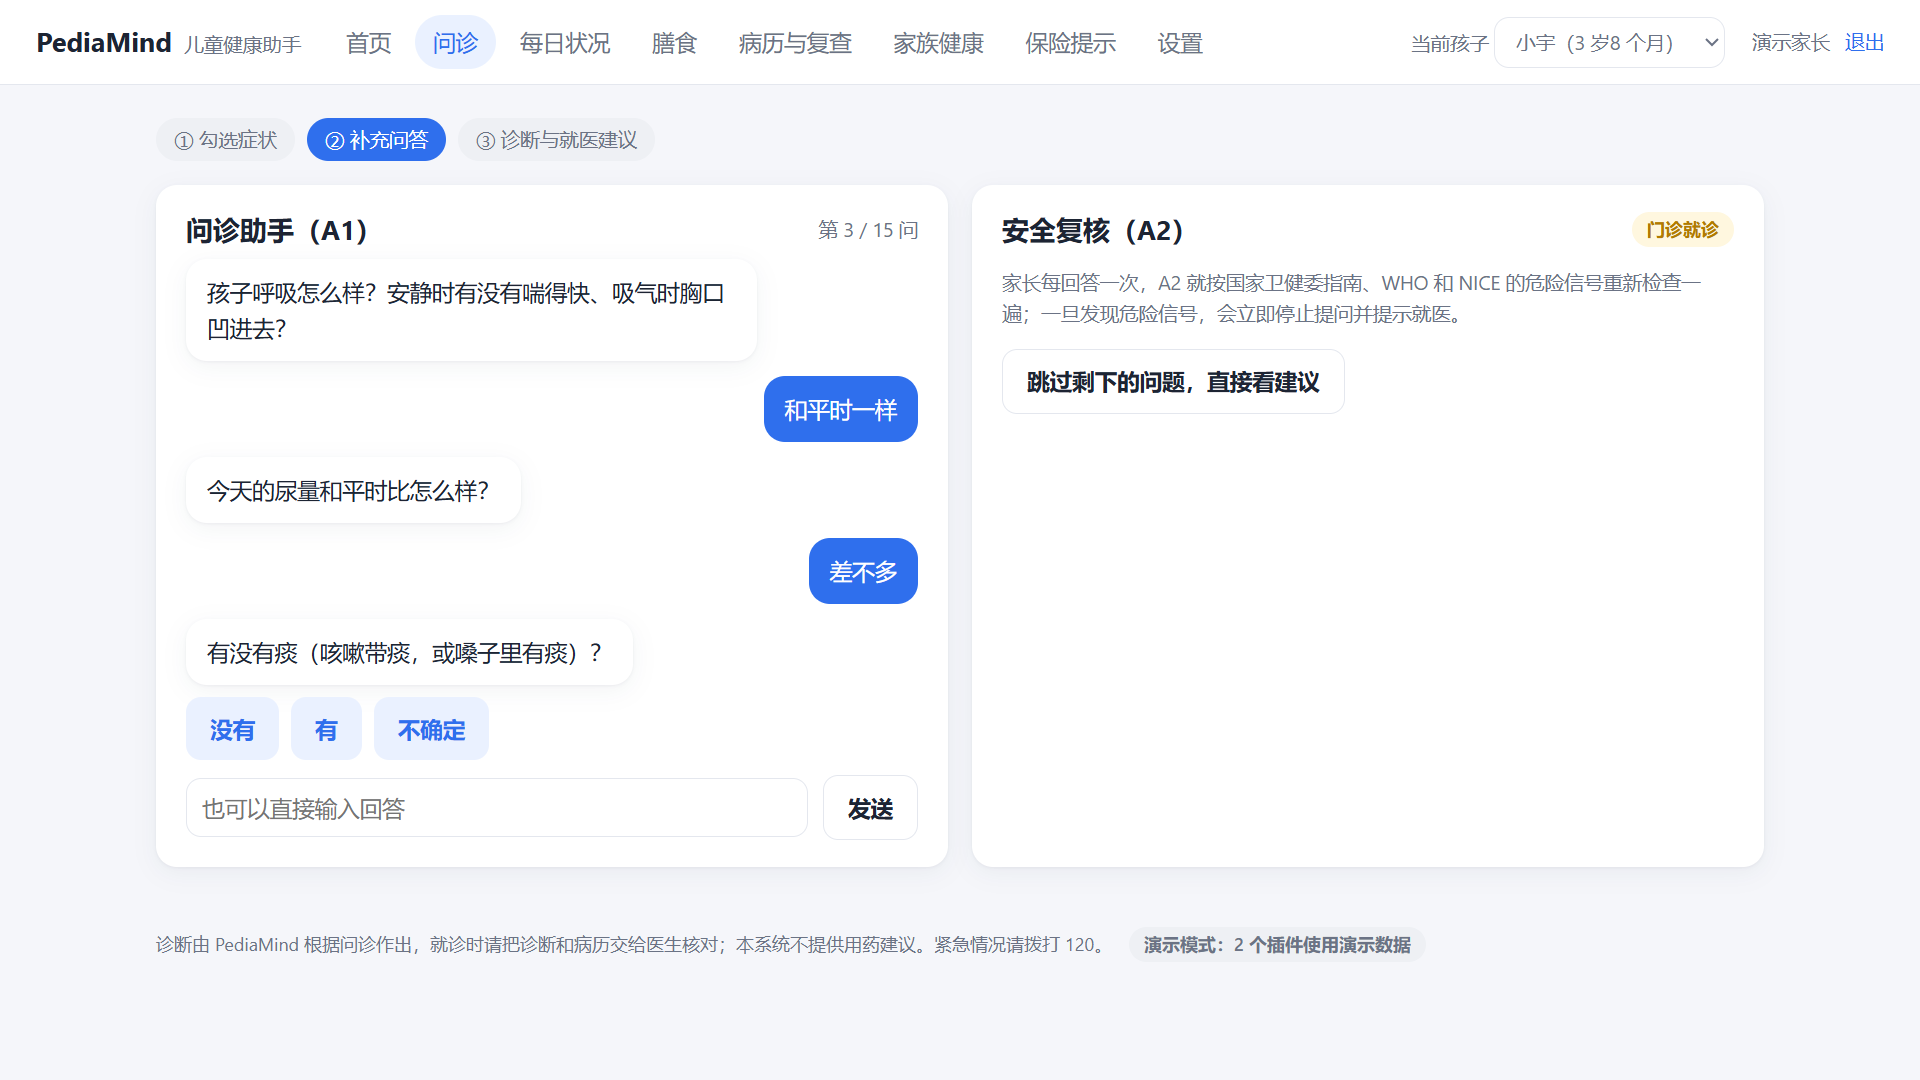 PediaMind 儿童健康助手 首页 问诊 每日状况 膳食 病历与复查 家族健康 保险提示 设置 当前孩子 小宇（3 岁8 个月） 演示家长 退出
① 勾选症状 ② 补充问答 ③ 诊断与就医建议
问诊助手（A1） 第 3 / 15 问
孩子呼吸怎么样？安静时有没有喘得快、吸气时胸口
凹进去？
和平时一样
今天的尿量和平时比怎么样？
差不多
有没有痰（咳嗽带痰，或嗓子里有痰）？
没有 有 不确定
也可以直接输入回答 发送
安全复核（A2） 门诊就诊
家长每回答一次，A2 就按国家卫健委指南、WHO 和 NICE 的危险信号重新检查一
遍；一旦发现危险信号，会立即停止提问并提示就医。
跳过剩下的问题，直接看建议
诊断由 PediaMind 根据问诊作出，就诊时请把诊断和病历交给医生核对；本系统不提供用药建议。紧急情况请拨打 120。 演示模式：2 个插件使用演示数据